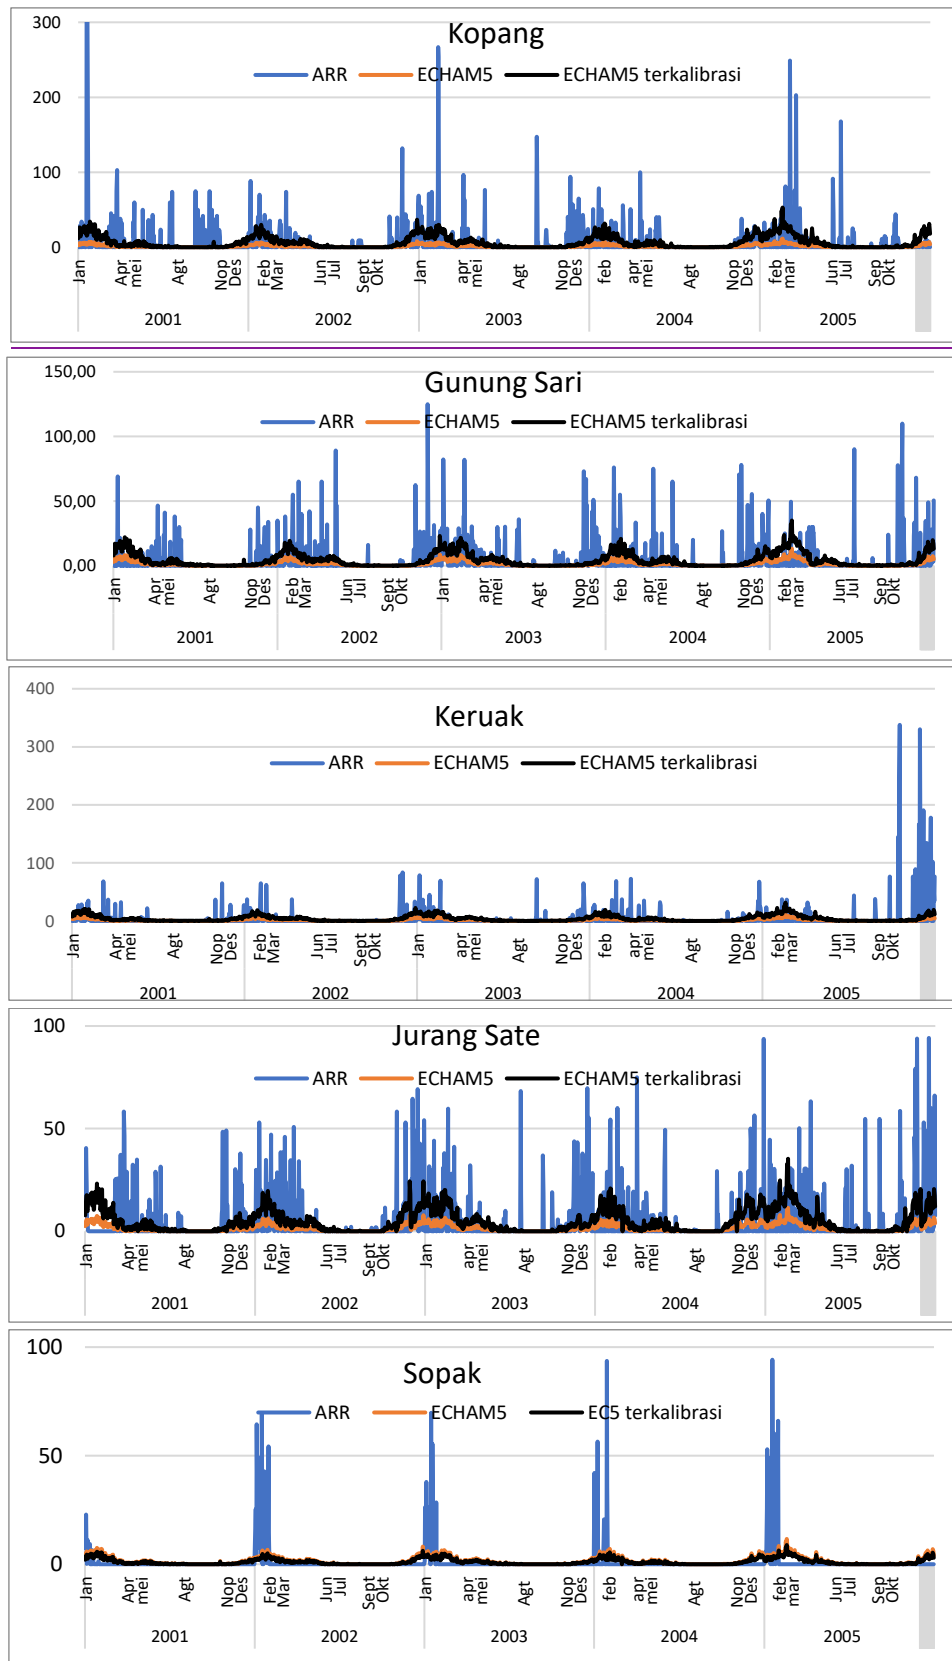 Kopang
ARR ECHAM5 ECHAM5 terkalibrasi
300
200
100
0
Jan Apr mei Agt Nop Des Feb Mar Jun Jul Sept Okt Jan apr mei Agt Nop Des feb apr mei Agt Nop Des feb mar Jun Jul Sep Okt
2001 2002 2003 2004 2005
Gunung Sari
ARR ECHAM5 ECHAM5 terkalibrasi
150,00
100,00
50,00
0,00
Jan Apr mei Agt Nop Des Feb Mar Jun Jul Sept Okt Jan apr mei Agt Nop Des feb apr mei Agt Nop Des feb mar Jun Jul Sep Okt
2001 2002 2003 2004 2005
Keruak
ARR ECHAM5 ECHAM5 terkalibrasi
400
300
200
100
0
Jan Apr mei Agt Nop Des Feb Mar Jun Jul Sept Okt Jan apr mei Agt Nop Des feb apr mei Agt Nop Des feb mar Jun Jul Sep Okt
2001 2002 2003 2004 2005
Jurang Sate
ARR ECHAM5 ECHAM5 terkalibrasi
100
50
0
Jan Apr mei Agt Nop Des Feb Mar Jun Jul Sept Okt Jan apr mei Agt Nop Des feb apr mei Agt Nop Des feb mar Jun Jul Sep Okt
2001 2002 2003 2004 2005
Sopak
ARR ECHAM5 EC5 terkalibrasi
100
50
0
Jan Apr mei Agt Nop Des Feb Mar Jun Jul Sept Okt Jan apr mei Agt Nop Des feb apr mei Agt Nop Des feb mar Jun Jul Sep Okt
2001 2002 2003 2004 2005